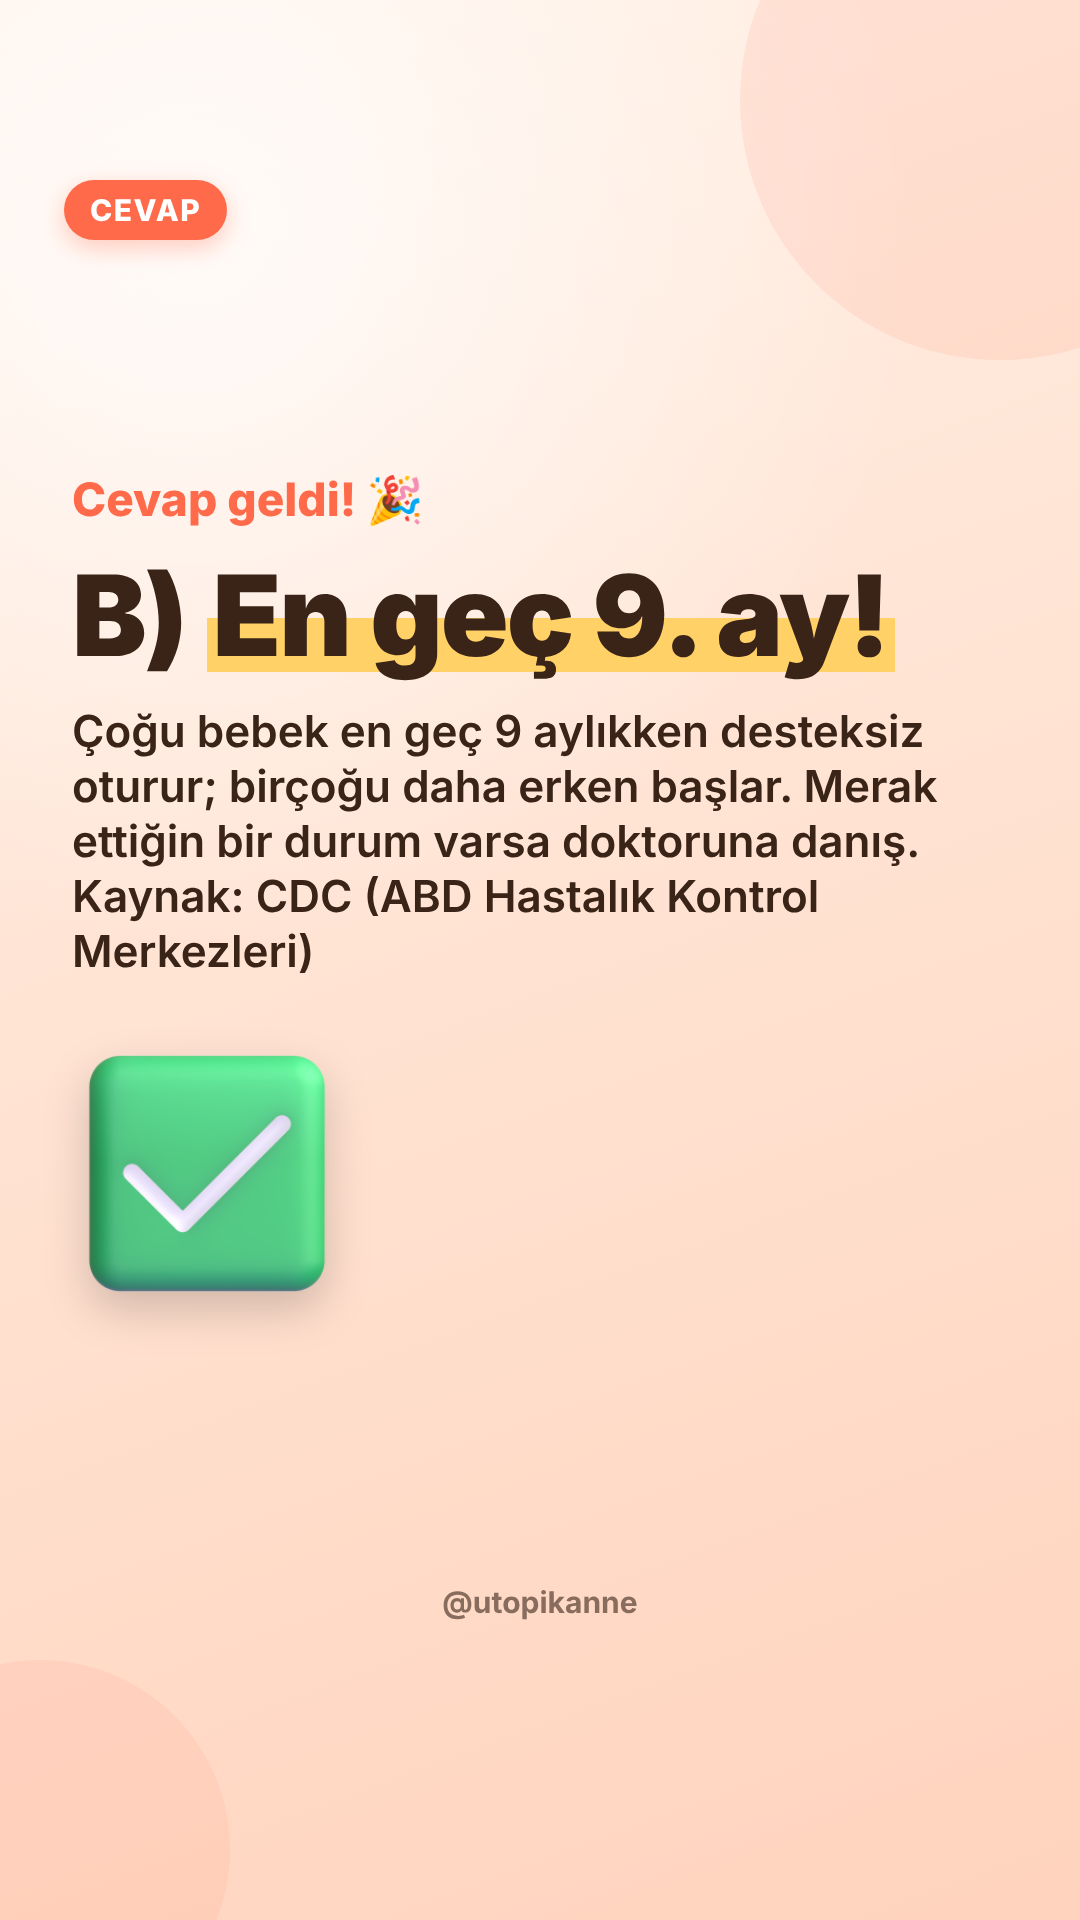 CEVAP
Cevap geldi! 🎉
B) En geç 9. ay!
Çoğu bebek en geç 9 aylıkken desteksiz
oturur; birçoğu daha erken başlar. Merak
ettiğin bir durum varsa doktoruna danış.
Kaynak: CDC (ABD Hastalık Kontrol
Merkezleri)
@utopikanne